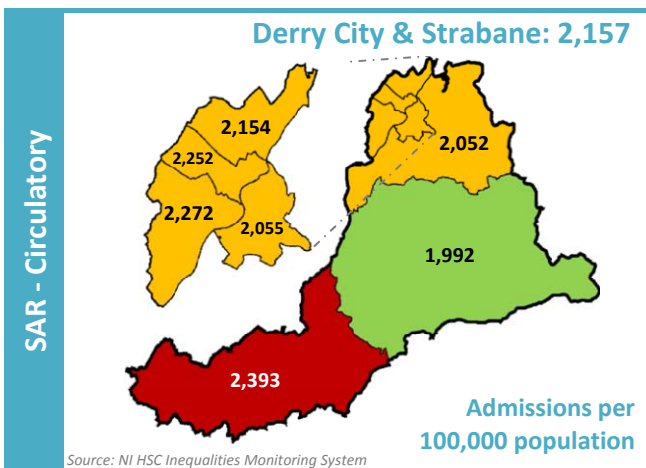 SAR - Circulatory
Derry City & Strabane: 2,157
2,154
2,252
2,272
2,055
2,052
1,992
2,393
Admissions per
100,000 population
Source: NI HSC Inequalities Monitoring System